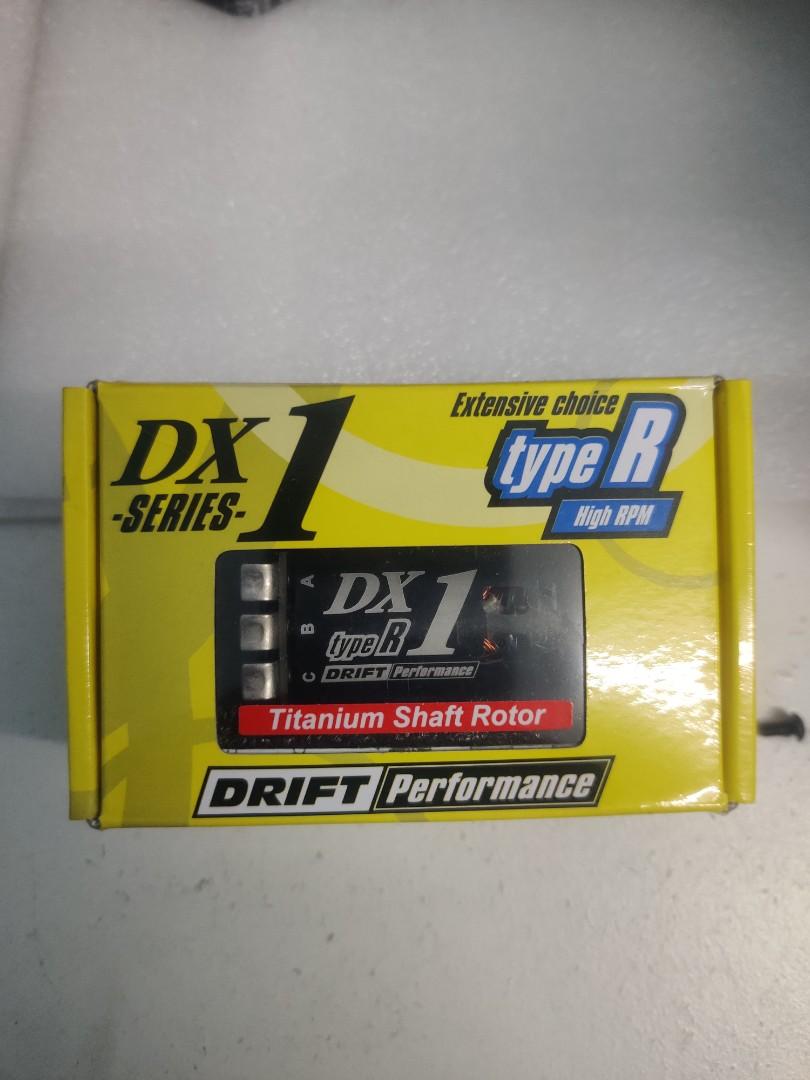 DX 1
-SERIES-
Extensive choice
type R
High RPM
A
B
C
DX 1
type R
DRIFT Performance
Titanium Shaft Rotor
DRIFT Performance